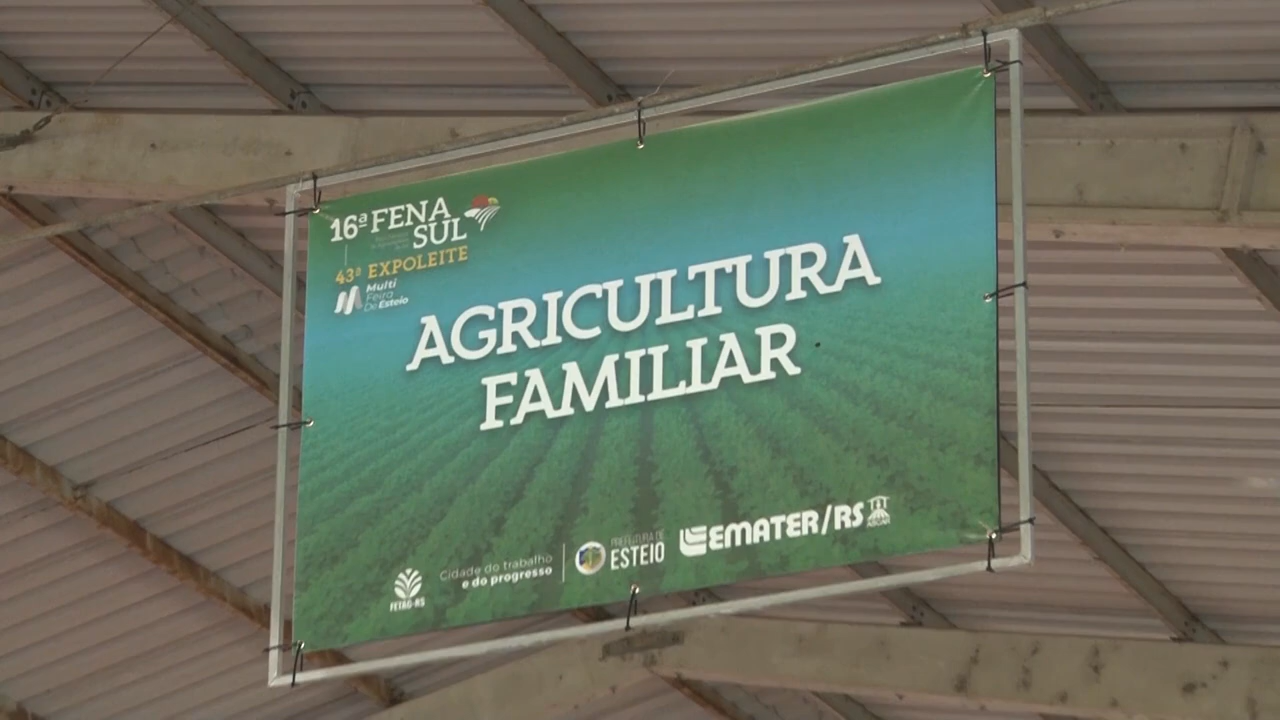 16ª FENA
SUL
43ª EXPOLEITE
Multi
Feira
De Esteio
AGRICULTURA
FAMILIAR
FETAG-RS
Cidade do trabalho
e do progresso
PREFEITURA DE
ESTEIO
EMATER/RS
ASCAR